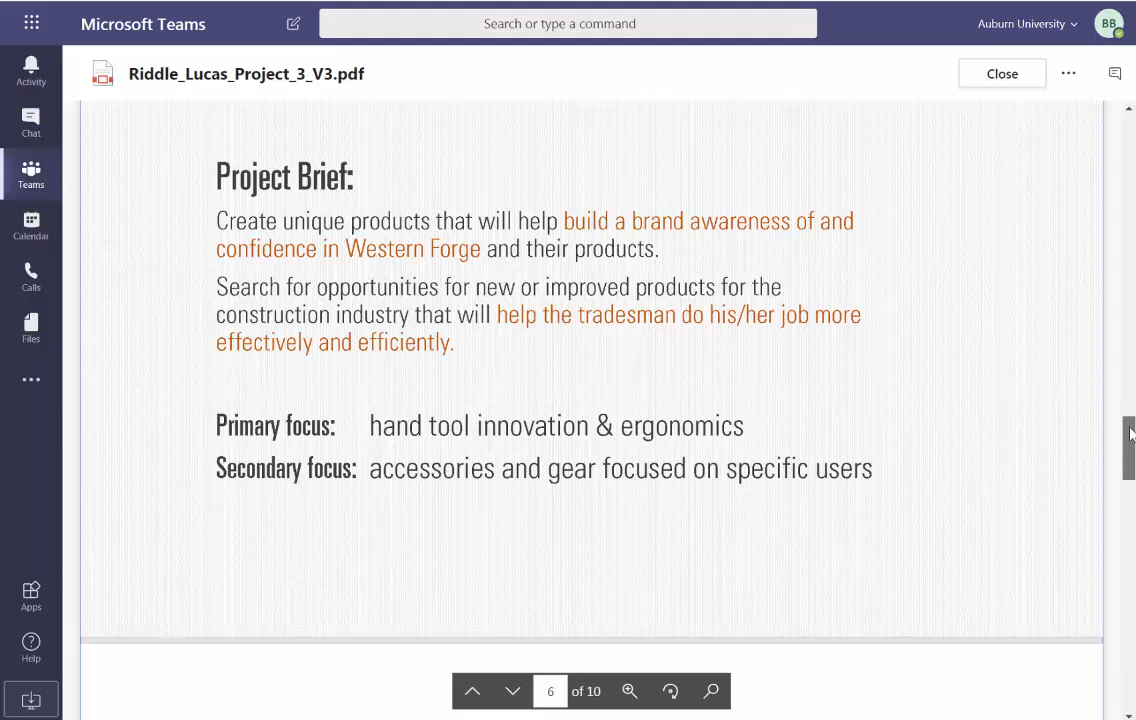 Microsoft Teams
Search or type a command
Auburn University
BB
Activity
Chat
Teams
Calendar
Calls
Files
Apps
Help
Riddle_Lucas_Project_3_V3.pdf
Close
Project Brief:
Create unique products that will help build a brand awareness of and
confidence in Western Forge and their products.
Search for opportunities for new or improved products for the
construction industry that will help the tradesman do his/her job more
effectively and efficiently.
Primary focus: hand tool innovation & ergonomics
Secondary focus: accessories and gear focused on specific users
6 of 10